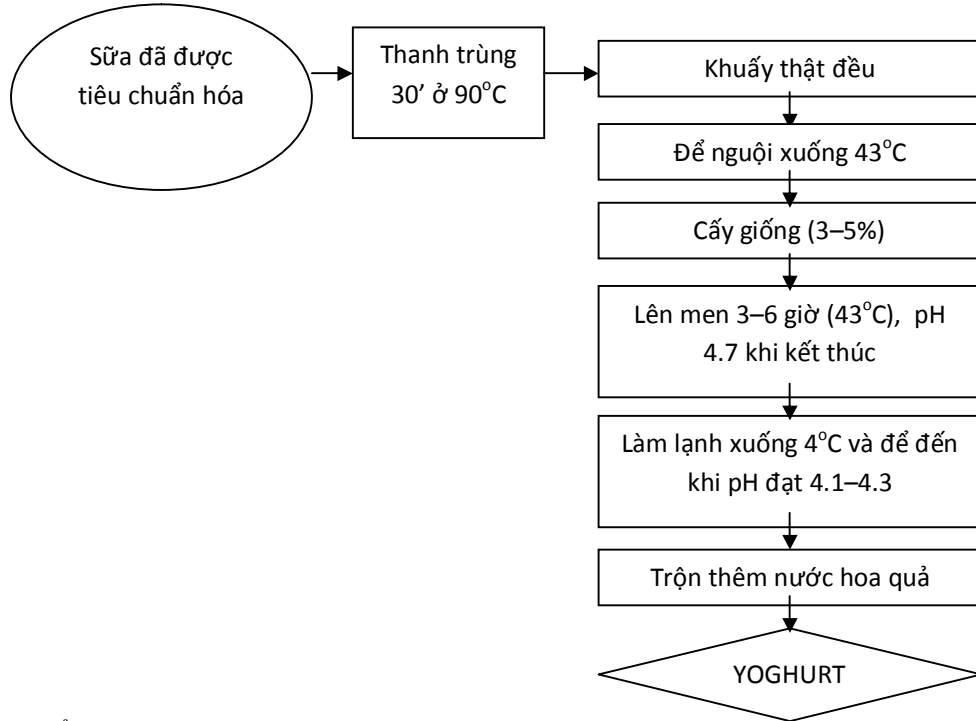 Sữa đã được
tiêu chuẩn hóa
Thanh trùng
30’ ở 90°C
Khuấy thật đều
Để nguội xuống 43°C
Cấy giống (3–5%)
Lên men 3–6 giờ (43°C), pH
4.7 khi kết thúc
Làm lạnh xuống 4°C và để đến
khi pH đạt 4.1–4.3
Trộn thêm nước hoa quả
YOGHURT